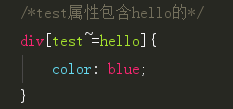 /*test属性包含hello的*/
div[test~=hello]{
color: blue;
}